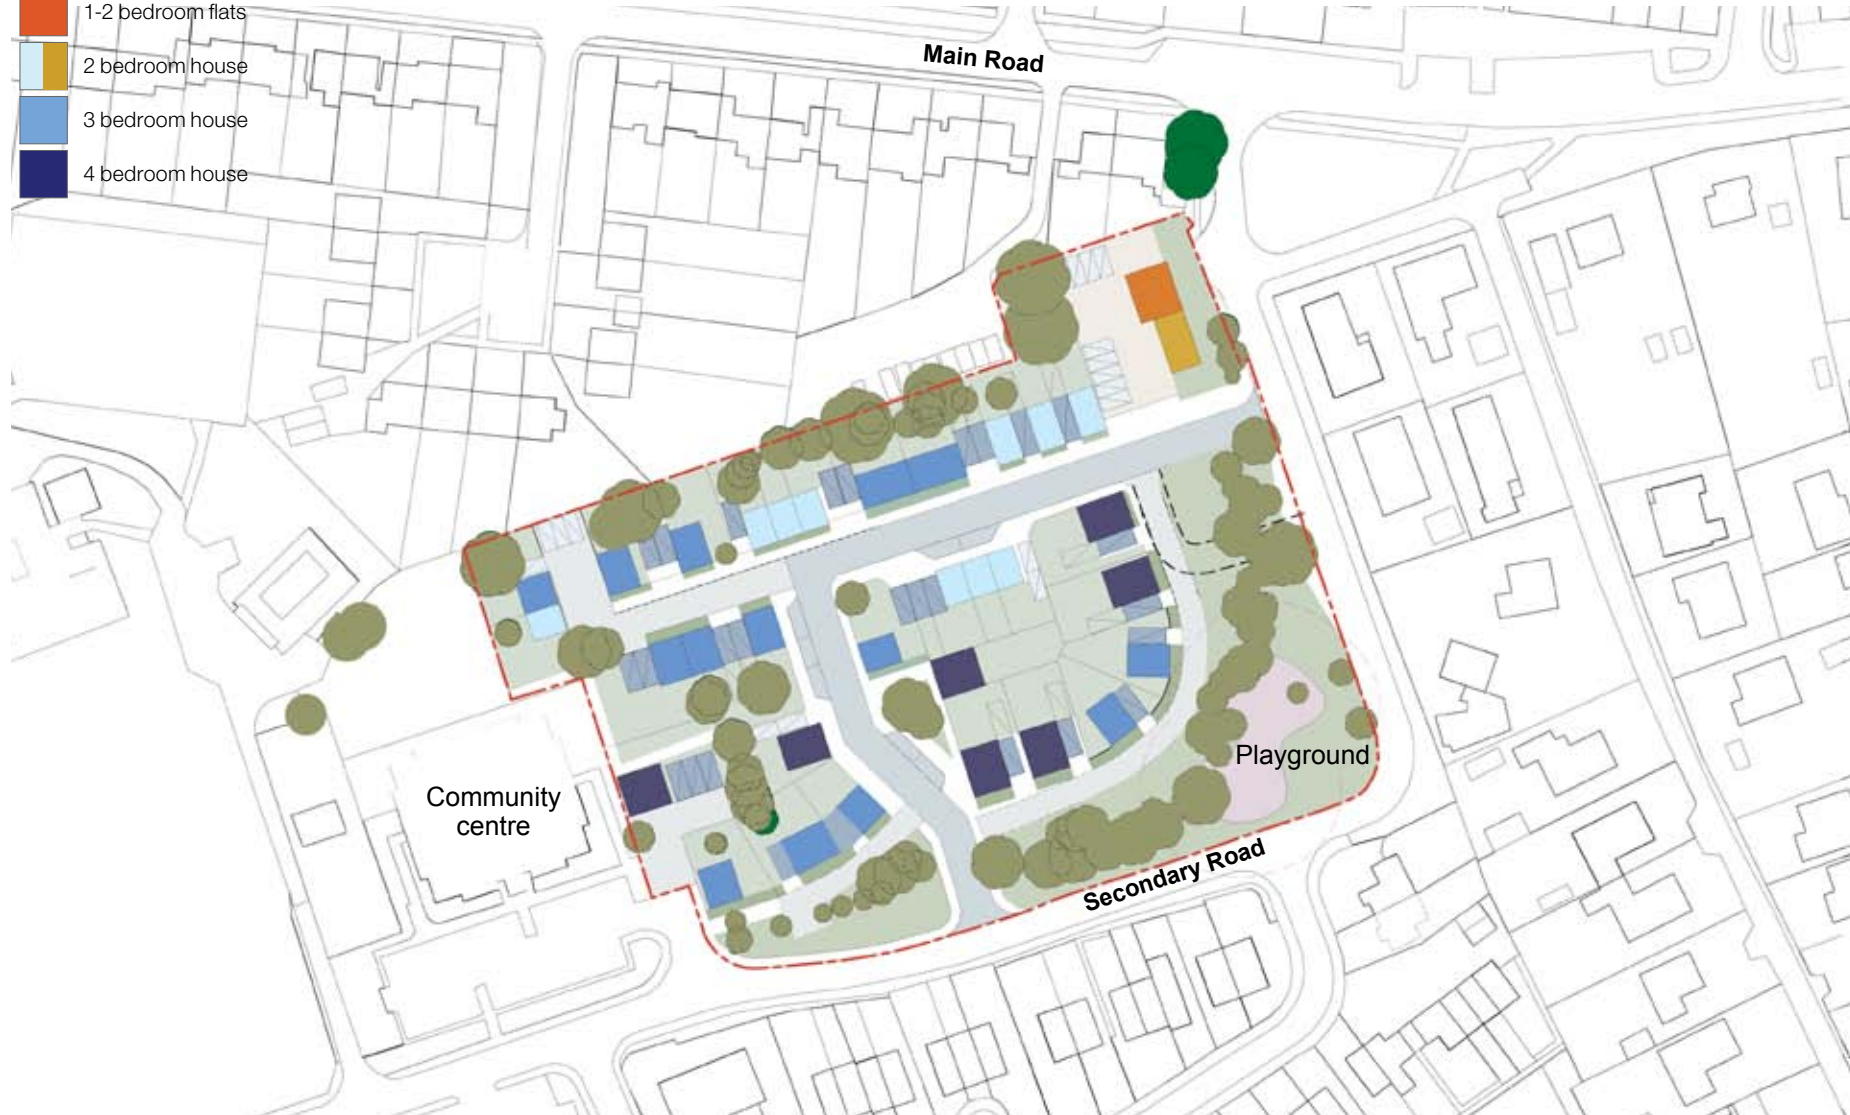 1-2 bedroom flats
2 bedroom house
3 bedroom house
4 bedroom house
Main Road
Playground
Community
centre
Secondary Road